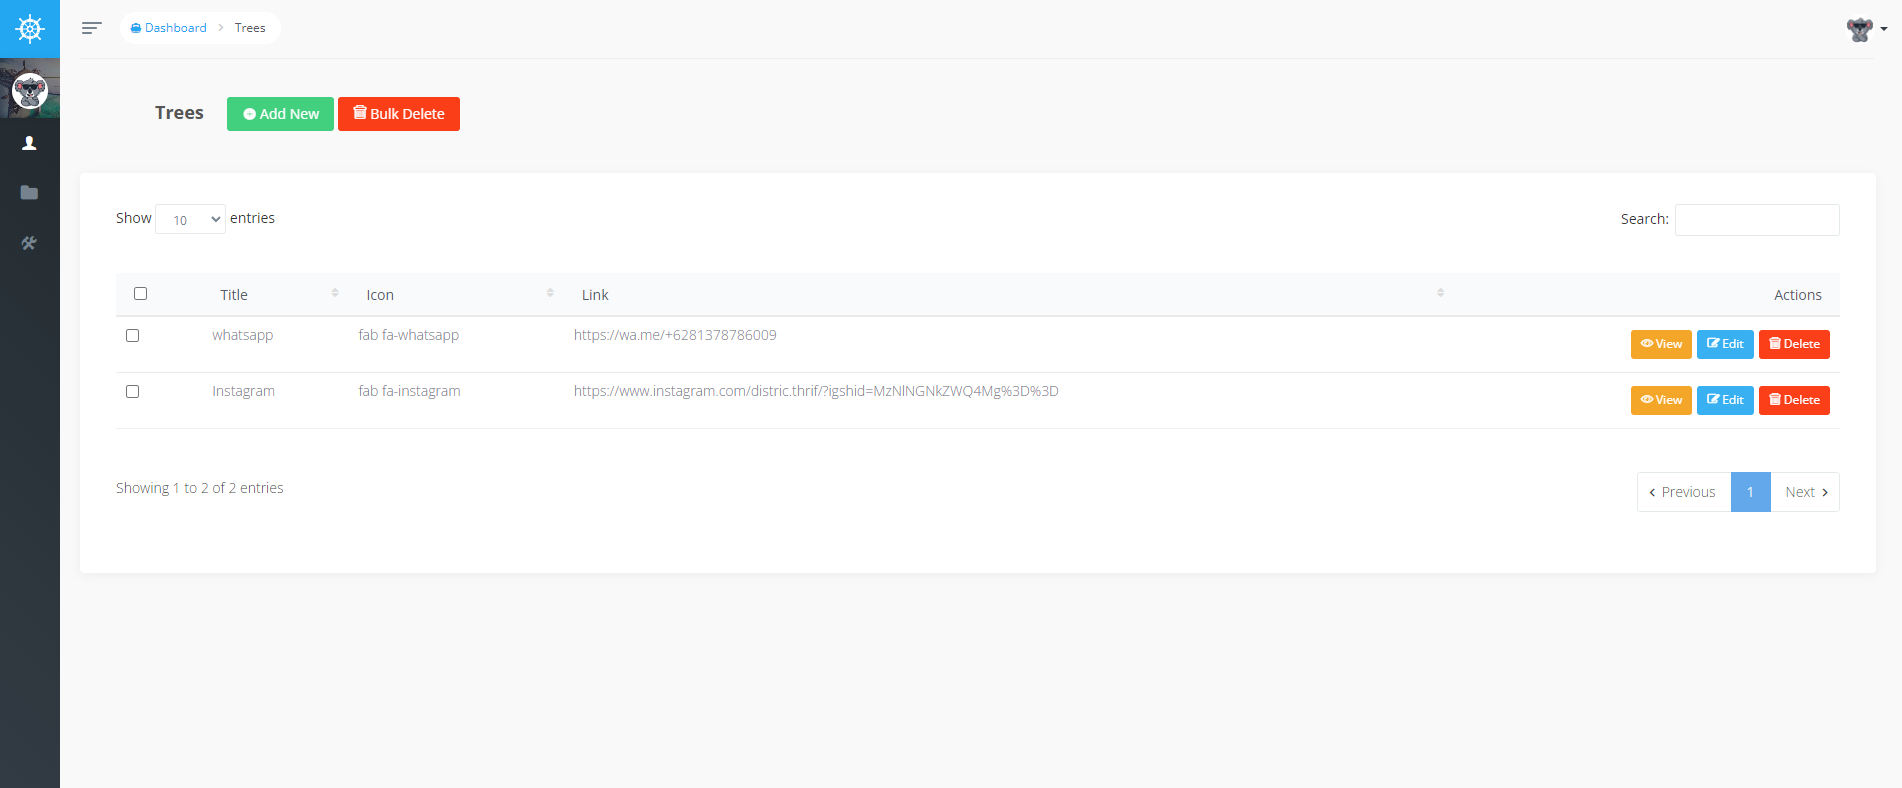 Dashboard > Trees
Trees Add New Bulk Delete
Show 10 entries Search:
Title Icon Link Actions
whatsapp fab fa-whatsapp https://wa.me/+6281378786009 View Edit Delete
Instagram fab fa-instagram https://www.instagram.com/distric.thrif/?igshid=MzNlNGNkZWQ4Mg%3D%3D View Edit Delete
Showing 1 to 2 of 2 entries ‹ Previous 1 Next ›